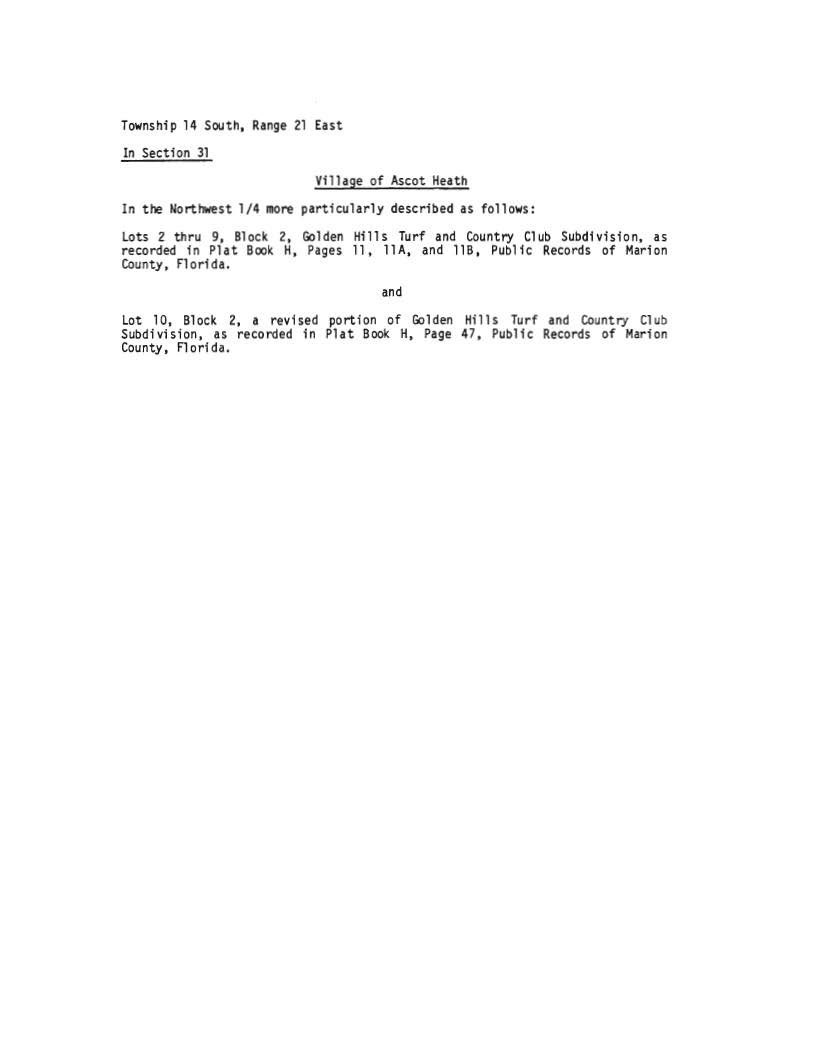 Township 14 South, Range 21 East
In Section 31
Village of Ascot Heath
In the Northwest 1/4 more particularly described as follows:
Lots 2 thru 9, Block 2, Golden Hills Turf and Country Club Subdivision, as
recorded in Plat Book H, Pages 11, 11A, and 11B, Public Records of Marion
County, Florida.
and
Lot 10, Block 2, a revised portion of Golden Hills Turf and Country Club
Subdivision, as recorded in Plat Book H, Page 47, Public Records of Marion
County, Florida.